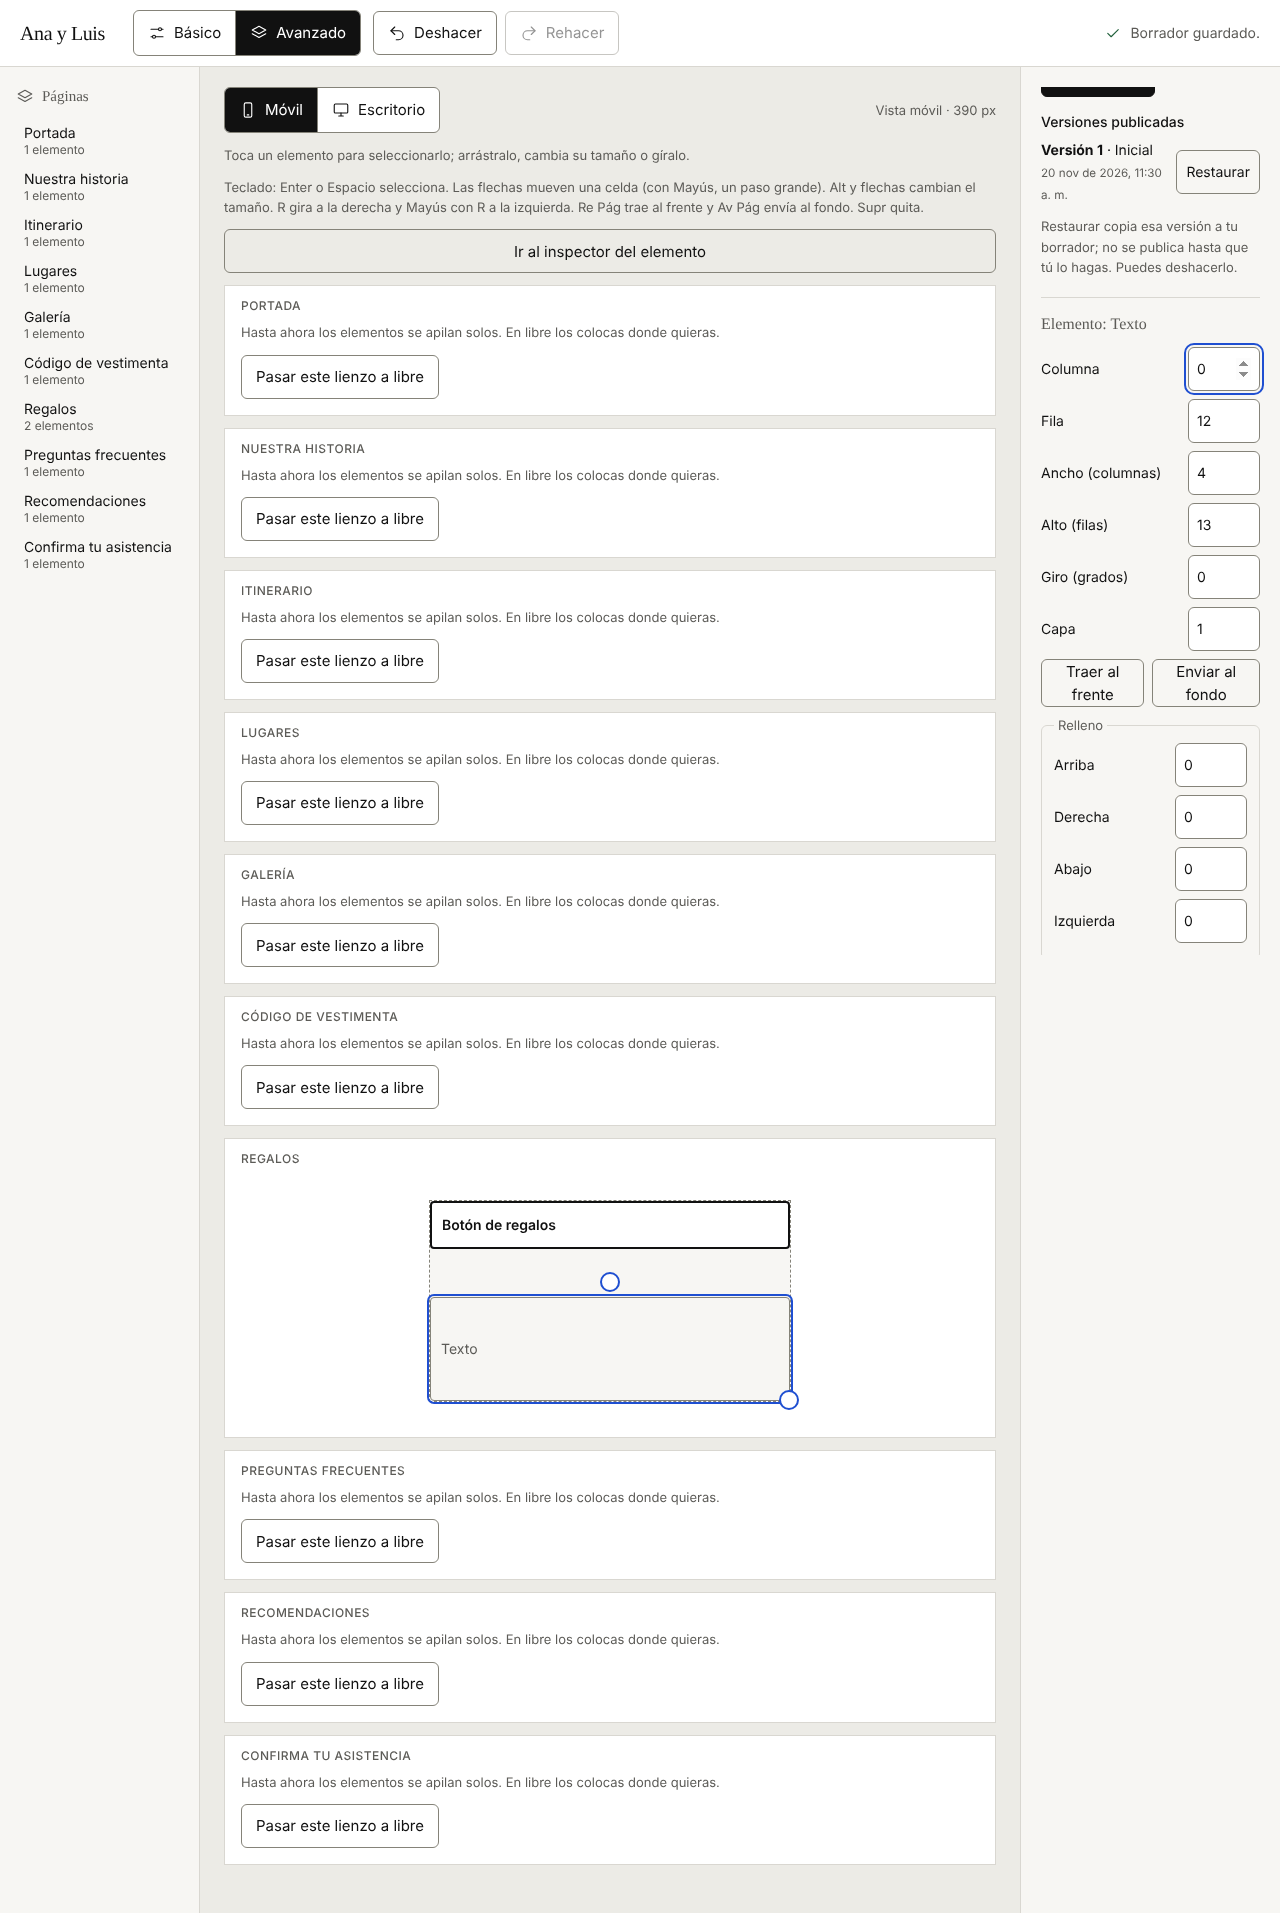 Ana y Luis
Básico
Avanzado
Deshacer
Rehacer
Borrador guardado.
Páginas
Portada
1 elemento
Nuestra historia
1 elemento
Itinerario
1 elemento
Lugares
1 elemento
Galería
1 elemento
Código de vestimenta
1 elemento
Regalos
2 elementos
Preguntas frecuentes
1 elemento
Recomendaciones
1 elemento
Confirma tu asistencia
1 elemento
Móvil
Escritorio
Vista móvil · 390 px
Toca un elemento para seleccionarlo; arrástralo, cambia su tamaño o gíralo.
Teclado: Enter o Espacio selecciona. Las flechas mueven una celda (con Mayús, un paso grande). Alt y flechas cambian el
tamaño. R gira a la derecha y Mayús con R a la izquierda. Re Pág trae al frente y Av Pág envía al fondo. Supr quita.
Ir al inspector del elemento
PORTADA
Hasta ahora los elementos se apilan solos. En libre los colocas donde quieras.
Pasar este lienzo a libre
NUESTRA HISTORIA
Hasta ahora los elementos se apilan solos. En libre los colocas donde quieras.
Pasar este lienzo a libre
ITINERARIO
Hasta ahora los elementos se apilan solos. En libre los colocas donde quieras.
Pasar este lienzo a libre
LUGARES
Hasta ahora los elementos se apilan solos. En libre los colocas donde quieras.
Pasar este lienzo a libre
GALERÍA
Hasta ahora los elementos se apilan solos. En libre los colocas donde quieras.
Pasar este lienzo a libre
CÓDIGO DE VESTIMENTA
Hasta ahora los elementos se apilan solos. En libre los colocas donde quieras.
Pasar este lienzo a libre
REGALOS
Botón de regalos
Texto
PREGUNTAS FRECUENTES
Hasta ahora los elementos se apilan solos. En libre los colocas donde quieras.
Pasar este lienzo a libre
RECOMENDACIONES
Hasta ahora los elementos se apilan solos. En libre los colocas donde quieras.
Pasar este lienzo a libre
CONFIRMA TU ASISTENCIA
Hasta ahora los elementos se apilan solos. En libre los colocas donde quieras.
Pasar este lienzo a libre
Versiones publicadas
Versión 1 · Inicial
20 nov de 2026, 11:30
a. m.
Restaurar
Restaurar copia esa versión a tu
borrador; no se publica hasta que
tú lo hagas. Puedes deshacerlo.
Elemento: Texto
Columna
0
Fila
12
Ancho (columnas)
4
Alto (filas)
13
Giro (grados)
0
Capa
1
Traer al
frente
Enviar al
fondo
Relleno
Arriba
0
Derecha
0
Abajo
0
Izquierda
0